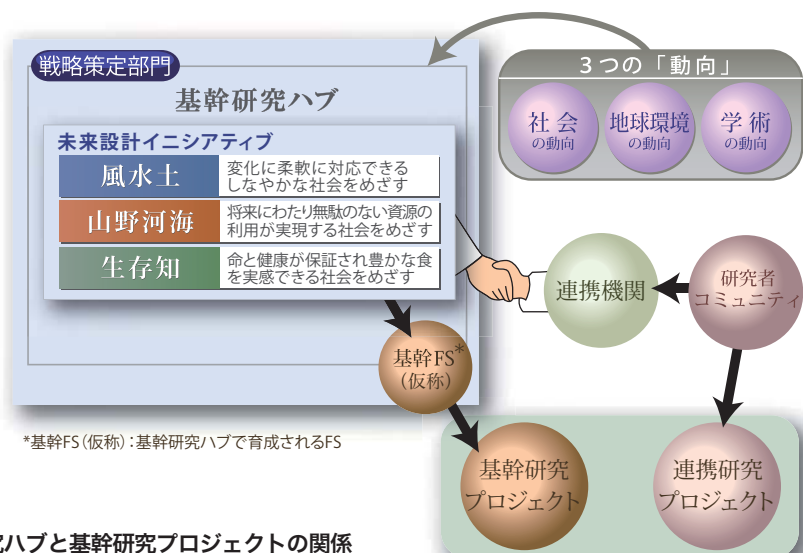 戦略策定部門
基幹研究ハブ
未来設計イニシアティブ
風水土
変化に柔軟に対応できる
しなやかな社会をめざす
山野河海
将来にわたり無駄のない資源の
利用が実現する社会をめざす
生存知
命と健康が保証され豊かな食
を実感できる社会をめざす
3つの「動向」
社会
の動向
地球環境
の動向
学術
の動向
連携機関
研究者
コミュニティ
基幹FS*
(仮称)
*基幹FS(仮称):基幹研究ハブで育成されるFS
基幹研究
プロジェクト
連携研究
プロジェクト
ハブと基幹研究プロジェクトの関係